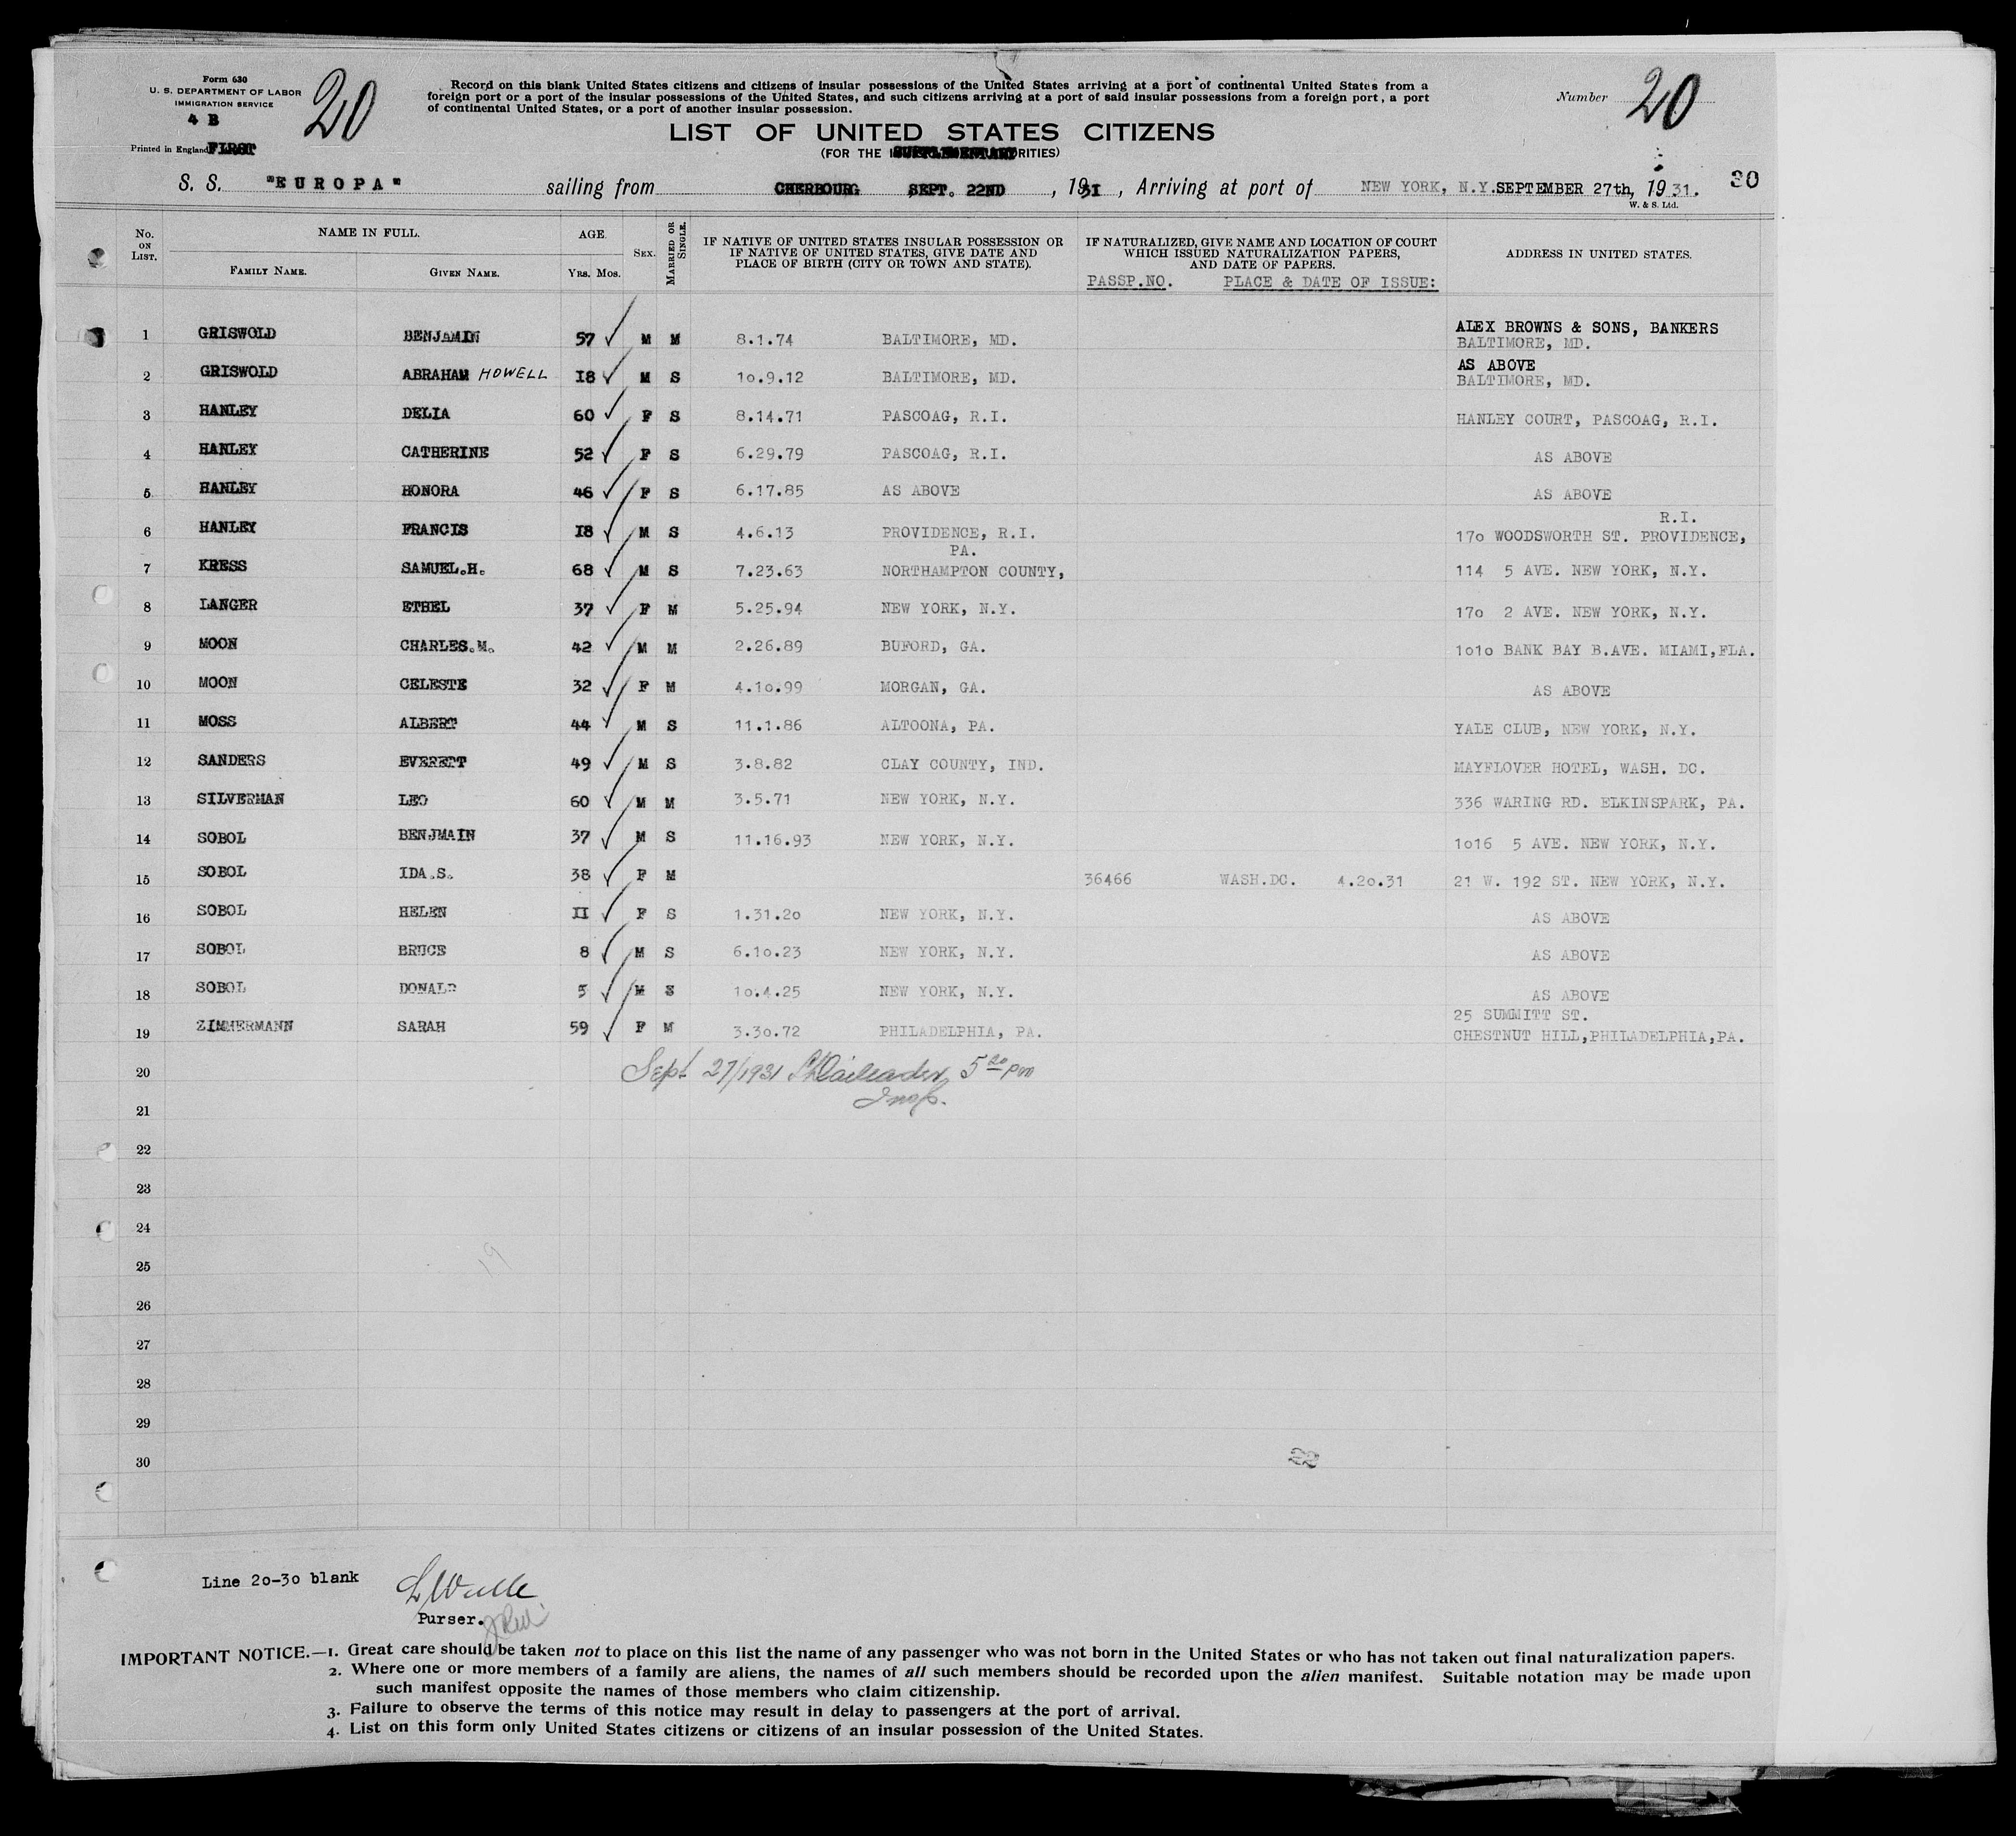 Form 630
U. S. DEPARTMENT OF LABOR
IMMIGRATION SERVICE
4 B
Printed in England FIRST
20
Record on this blank United States citizens and citizens of insular possessions of the United States arriving at a port of continental United States from a
foreign port or a port of the insular possessions of the United States, and such citizens arriving at a port of said insular possessions from a foreign port, a port
of continental United States, or a port of another insular possession.
Number 20
LIST OF UNITED STATES CITIZENS
(FOR THE SUPPLEMENTARY RITIES)
S. S. "EUROPA" sailing from CHERBOURG SEPT. 22ND, 1931, Arriving at port of NEW YORK, N.Y. SEPTEMBER 27th, 1931. 30
W. & S. Ltd.
No. ON LIST. NAME IN FULL. FAMILY NAME. GIVEN NAME. AGE. YRS. MOS. SEX. MARRIED OR SINGLE. IF NATIVE OF UNITED STATES INSULAR POSSESSION OR IF NATIVE OF UNITED STATES, GIVE DATE AND PLACE OF BIRTH (CITY OR TOWN AND STATE). IF NATURALIZED, GIVE NAME AND LOCATION OF COURT WHICH ISSUED NATURALIZATION PAPERS, AND DATE OF PAPERS. ADDRESS IN UNITED STATES.
PASSP.NO. PLACE & DATE OF ISSUE:
1 GRISWOLD BENJAMIN 57 M M 8.1.74 BALTIMORE, MD. ALEX BROWNS & SONS, BANKERS BALTIMORE, MD.
2 GRISWOLD ABRAHAM HOWELL 18 M S 10.9.12 BALTIMORE, MD. AS ABOVE BALTIMORE, MD.
3 HANLEY DELIA 60 F S 8.14.71 PASCOAG, R.I. HANLEY COURT, PASCOAG, R.I.
4 HANLEY CATHERINE 52 F S 6.29.79 PASCOAG, R.I. AS ABOVE
5 HANLEY HONORA 46 F S 6.17.85 AS ABOVE AS ABOVE
6 HANLEY FRANCIS 18 M S 4.6.13 PROVIDENCE, R.I. 170 WOODSWORTH ST. PROVIDENCE, R.I.
7 KRESS SAMUEL.H. 68 M S 7.23.63 NORTHAMPTON COUNTY, PA. 114 5 AVE. NEW YORK, N.Y.
8 LANGER ETHEL 37 F M 5.25.94 NEW YORK, N.Y. 170 2 AVE. NEW YORK, N.Y.
9 MOON CHARLES.M. 42 M M 2.26.89 BUFORD, GA. 1010 BANK BAY B.AVE. MIAMI,FLA.
10 MOON CELESTE 32 F M 4.10.99 MORGAN, GA. AS ABOVE
11 MOSS ALBERT 44 M S 11.1.86 ALTOONA, PA. YALE CLUB, NEW YORK, N.Y.
12 SANDERS EVERETT 49 M S 3.8.82 CLAY COUNTY, IND. MAYFLOVER HOTEL, WASH. DC.
13 SILVERMAN LEO 60 M M 3.5.71 NEW YORK, N.Y. 336 WARING RD. ELKINSPARK, PA.
14 SOBOL BENJMAIN 37 M S 11.16.93 NEW YORK, N.Y. 1016 5 AVE. NEW YORK, N.Y.
15 SOBOL IDA.S. 38 F M 36466 WASH.DC. 4.20.31 21 W. 192 ST. NEW YORK, N.Y.
16 SOBOL HELEN II F S 1.31.20 NEW YORK, N.Y. AS ABOVE
17 SOBOL BRUCE 8 M S 6.10.23 NEW YORK, N.Y. AS ABOVE
18 SOBOL DONALD 5 M S 10.4.25 NEW YORK, N.Y. AS ABOVE
19 ZIMMERMANN SARAH 59 F M 3.30.72 PHILADELPHIA, PA. 25 SUMMITT ST. CHESTNUT HILL,PHILADELPHIA,PA.
20 Sept 27/1931 5 20 pm
Insp.
21
22
23
24
25 19
26
27
28
29
30 22
Line 20-30 blank
Purser.
IMPORTANT NOTICE.—1. Great care should be taken not to place on this list the name of any passenger who was not born in the United States or who has not taken out final naturalization papers.
2. Where one or more members of a family are aliens, the names of all such members should be recorded upon the alien manifest. Suitable notation may be made upon
such manifest opposite the names of those members who claim citizenship.
3. Failure to observe the terms of this notice may result in delay to passengers at the port of arrival.
4. List on this form only United States citizens or citizens of an insular possession of the United States.